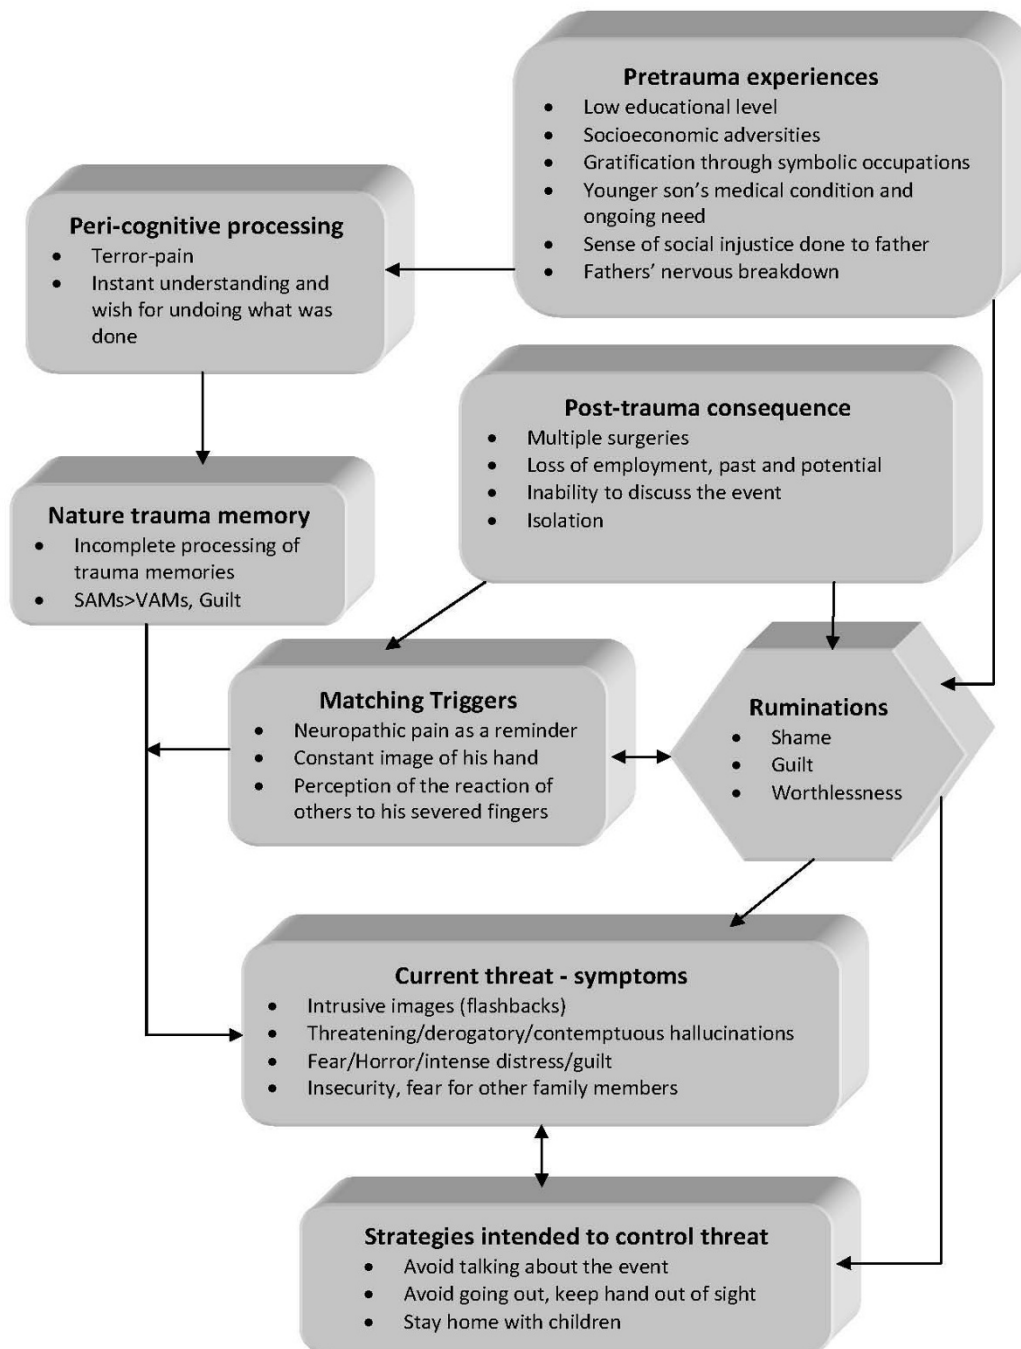 Pretrauma experiences
• Low educational level
• Socioeconomic adversities
• Gratification through symbolic occupations
• Younger son's medical condition and
ongoing need
• Sense of social injustice done to father
• Fathers' nervous breakdown
Peri-cognitive processing
• Terror-pain
• Instant understanding and
wish for undoing what was
done
Post-trauma consequence
• Multiple surgeries
• Loss of employment, past and potential
• Inability to discuss the event
• Isolation
Nature trauma memory
• Incomplete processing of
trauma memories
• SAMs>VAMs, Guilt
Matching Triggers
• Neuropathic pain as a reminder
• Constant image of his hand
• Perception of the reaction of
others to his severed fingers
Ruminations
• Shame
• Guilt
• Worthlessness
Current threat - symptoms
• Intrusive images (flashbacks)
• Threatening/derogatory/contemptuous hallucinations
• Fear/Horror/intense distress/guilt
• Insecurity, fear for other family members
Strategies intended to control threat
• Avoid talking about the event
• Avoid going out, keep hand out of sight
• Stay home with children